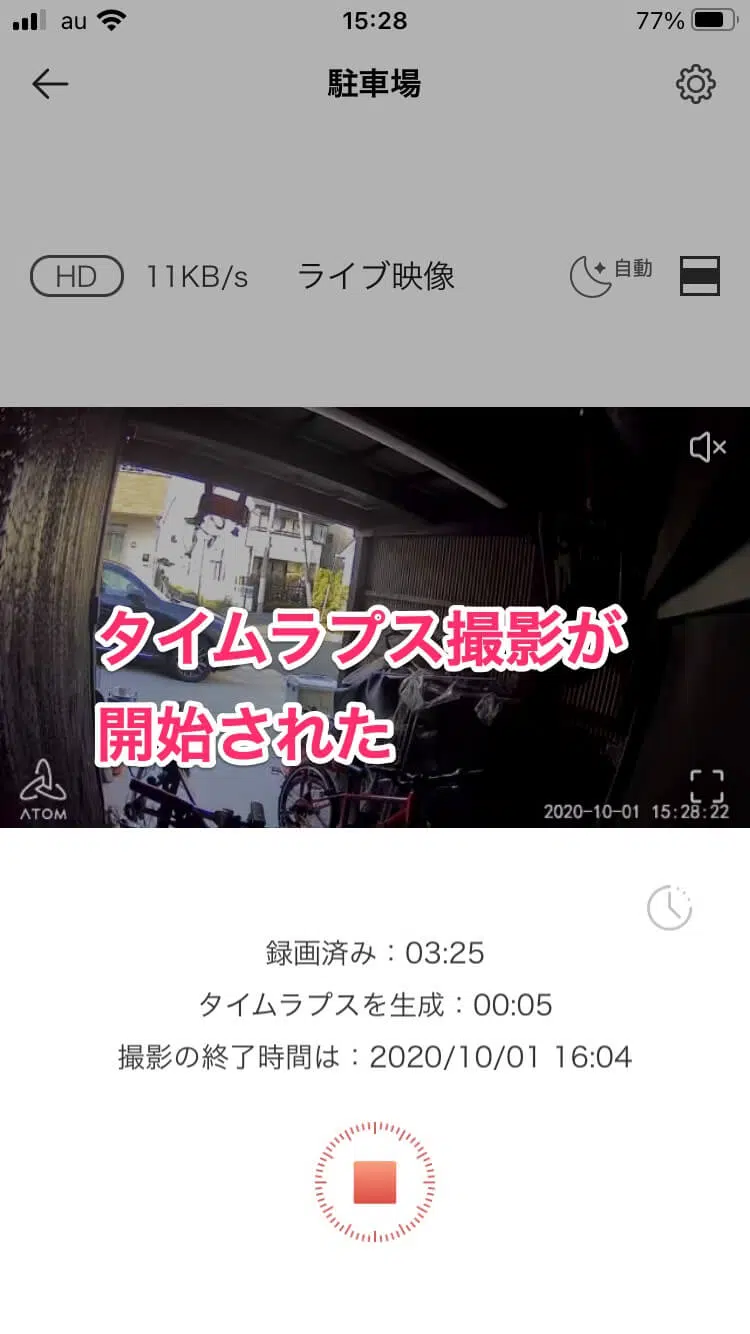 au 15:28 77%
駐車場
HD 11KB/s ライブ映像 自動
タイムラプス撮影が
開始された
ATOM 2020-10-01 15:28:22
録画済み：03:25
タイムラプスを生成：00:05
撮影の終了時間は：2020/10/01 16:04